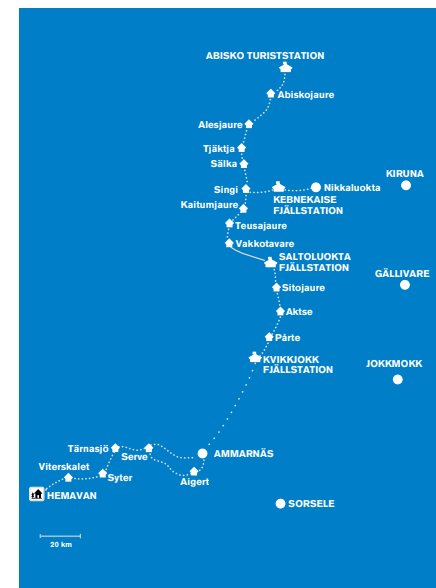 ABISKO TURISTSTATION
Abiskojaure
Alesjaure
Tjäktja
Sälka
KIRUNA
Singi
Nikkaluokta
KEBNEKAISE
FJÄLLSTATION
Kaitumjaure
Teusajaure
Vakkotavare
SALTOLUOKTA
FJÄLLSTATION
GÄLLIVARE
Sitojaure
Aktse
Pårte
KVIKKJOKK
FJÄLLSTATION
JOKKMOKK
Tärnasjö
Serve
AMMARNÄS
Viterskalet
Syter
Aigert
HEMAVAN
SORSELE
20 km